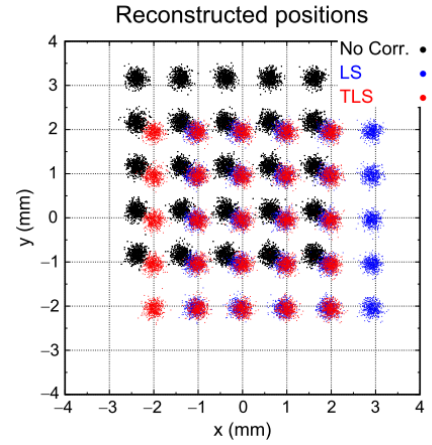 Reconstructed positions
No Corr.
LS
TLS
4
3
2
1
0
−1
−2
−3
−4
y (mm)
−4 −3 −2 −1 0 1 2 3 4
x (mm)